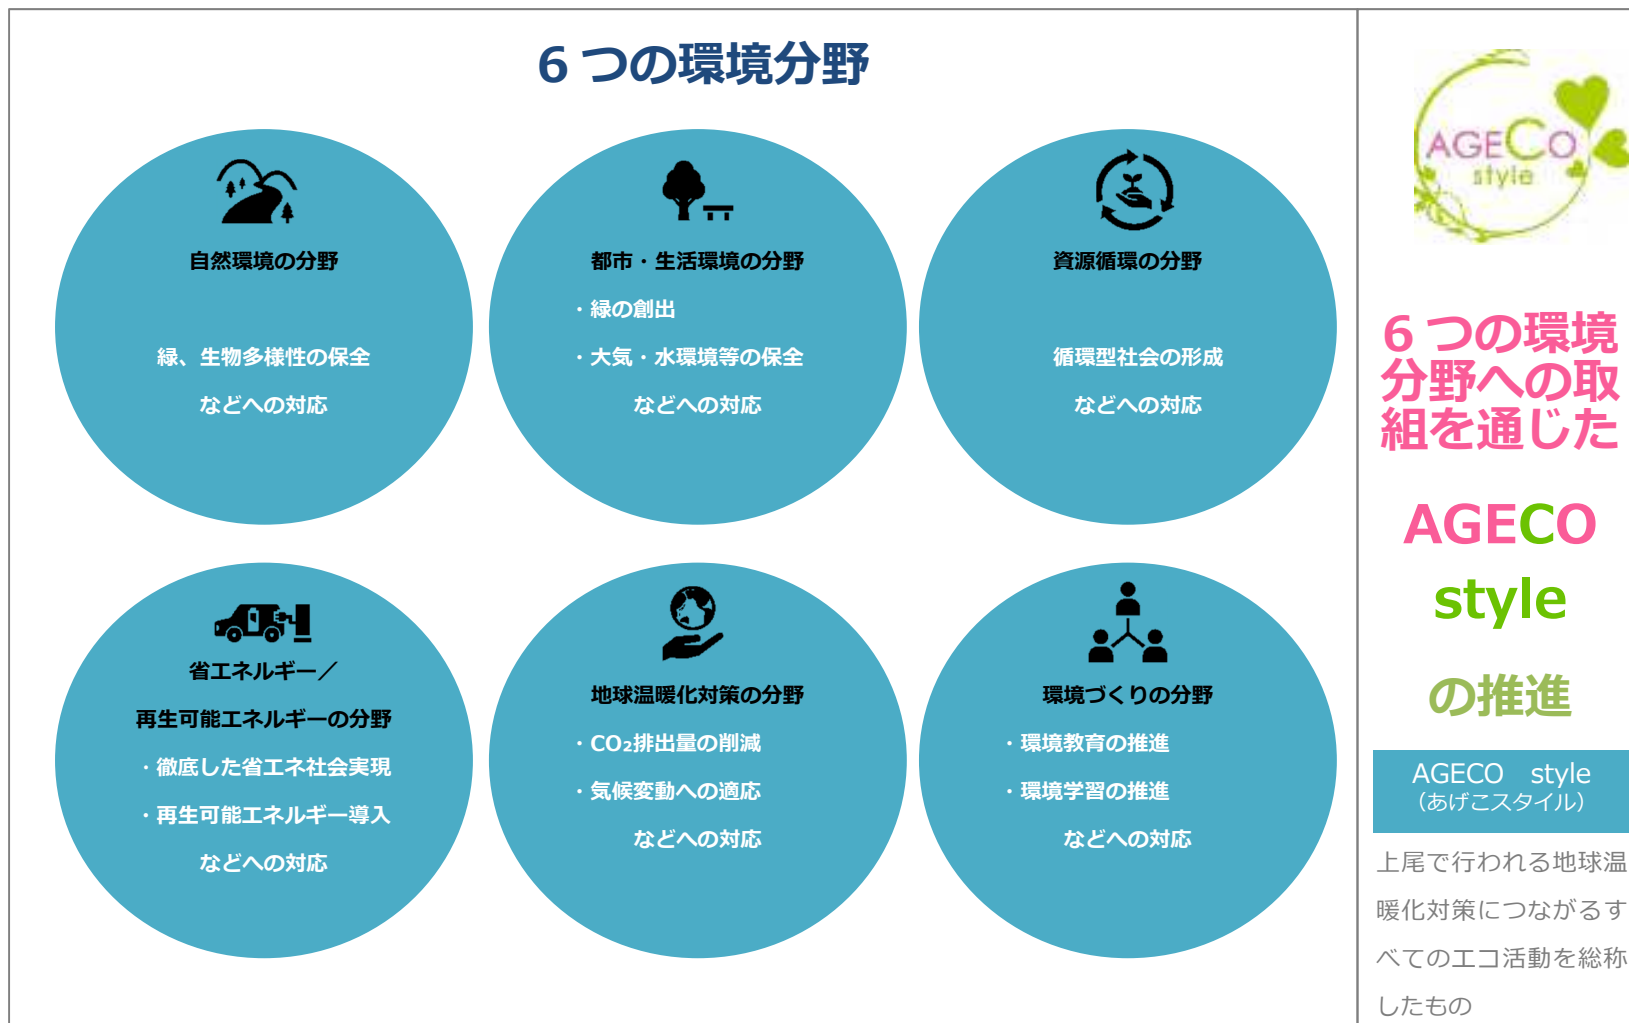 6つの環境分野
自然環境の分野
緑、生物多様性の保全
などへの対応
都市・生活環境の分野
・緑の創出
・大気・水環境等の保全
などへの対応
資源循環の分野
循環型社会の形成
などへの対応
省エネルギー／
再生可能エネルギーの分野
・徹底した省エネ社会実現
・再生可能エネルギー導入
などへの対応
地球温暖化対策の分野
・CO₂排出量の削減
・気候変動への適応
などへの対応
環境づくりの分野
・環境教育の推進
・環境学習の推進
などへの対応
AGECO
style
6つの環境
分野への取
組を通じた
AGECO
style
の推進
AGECO　style
（あげこスタイル）
上尾で行われる地球温
暖化対策につながるす
べてのエコ活動を総称
したもの